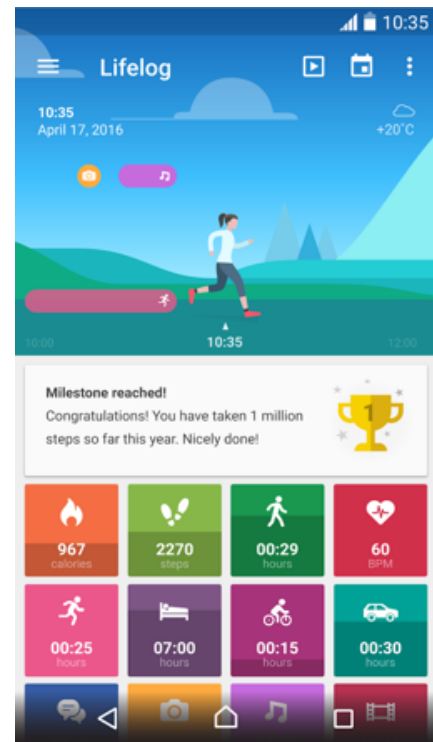 10:35
Lifelog
10:35
April 17, 2016
+20°C
10:00
10:35
12:00
Milestone reached!
Congratulations! You have taken 1 million
steps so far this year. Nicely done!
1
967
calories
2270
steps
00:29
hours
60
BPM
00:25
hours
07:00
hours
00:15
hours
00:30
hours